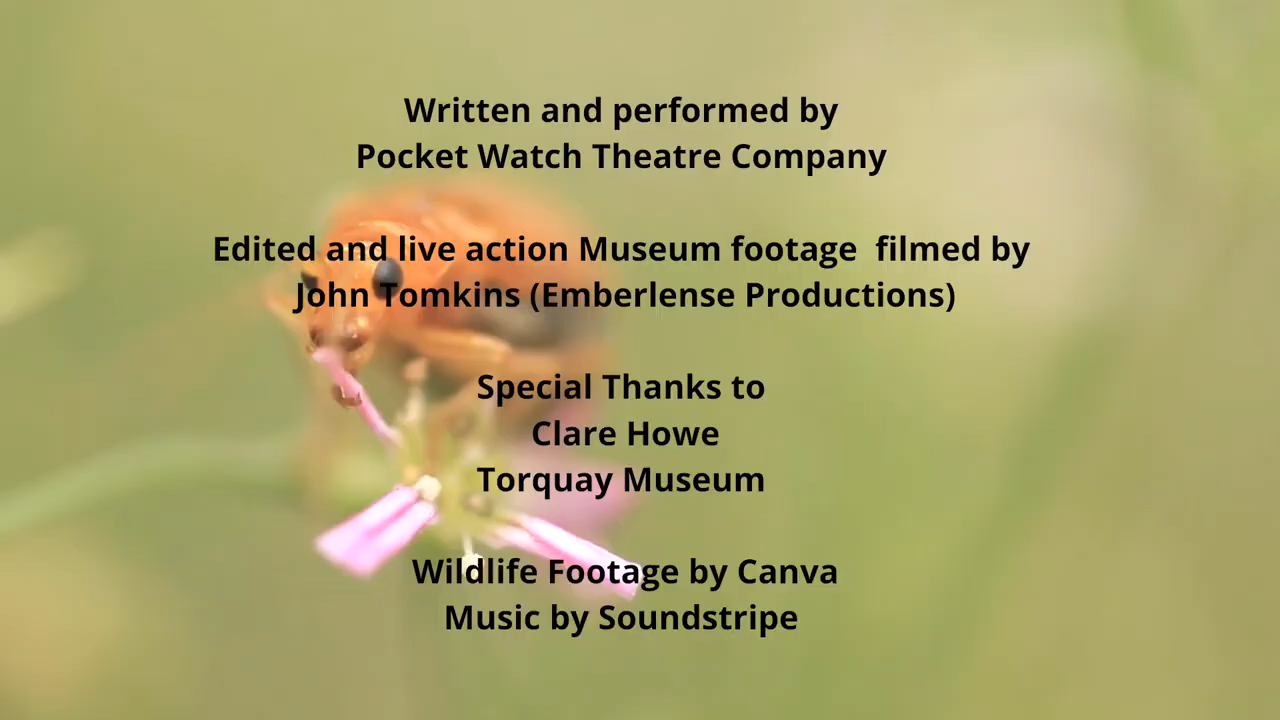 Written and performed by
Pocket Watch Theatre Company
Edited and live action Museum footage  filmed by
John Tomkins (Emberlense Productions)
Special Thanks to
Clare Howe
Torquay Museum
Wildlife Footage by Canva
Music by Soundstripe